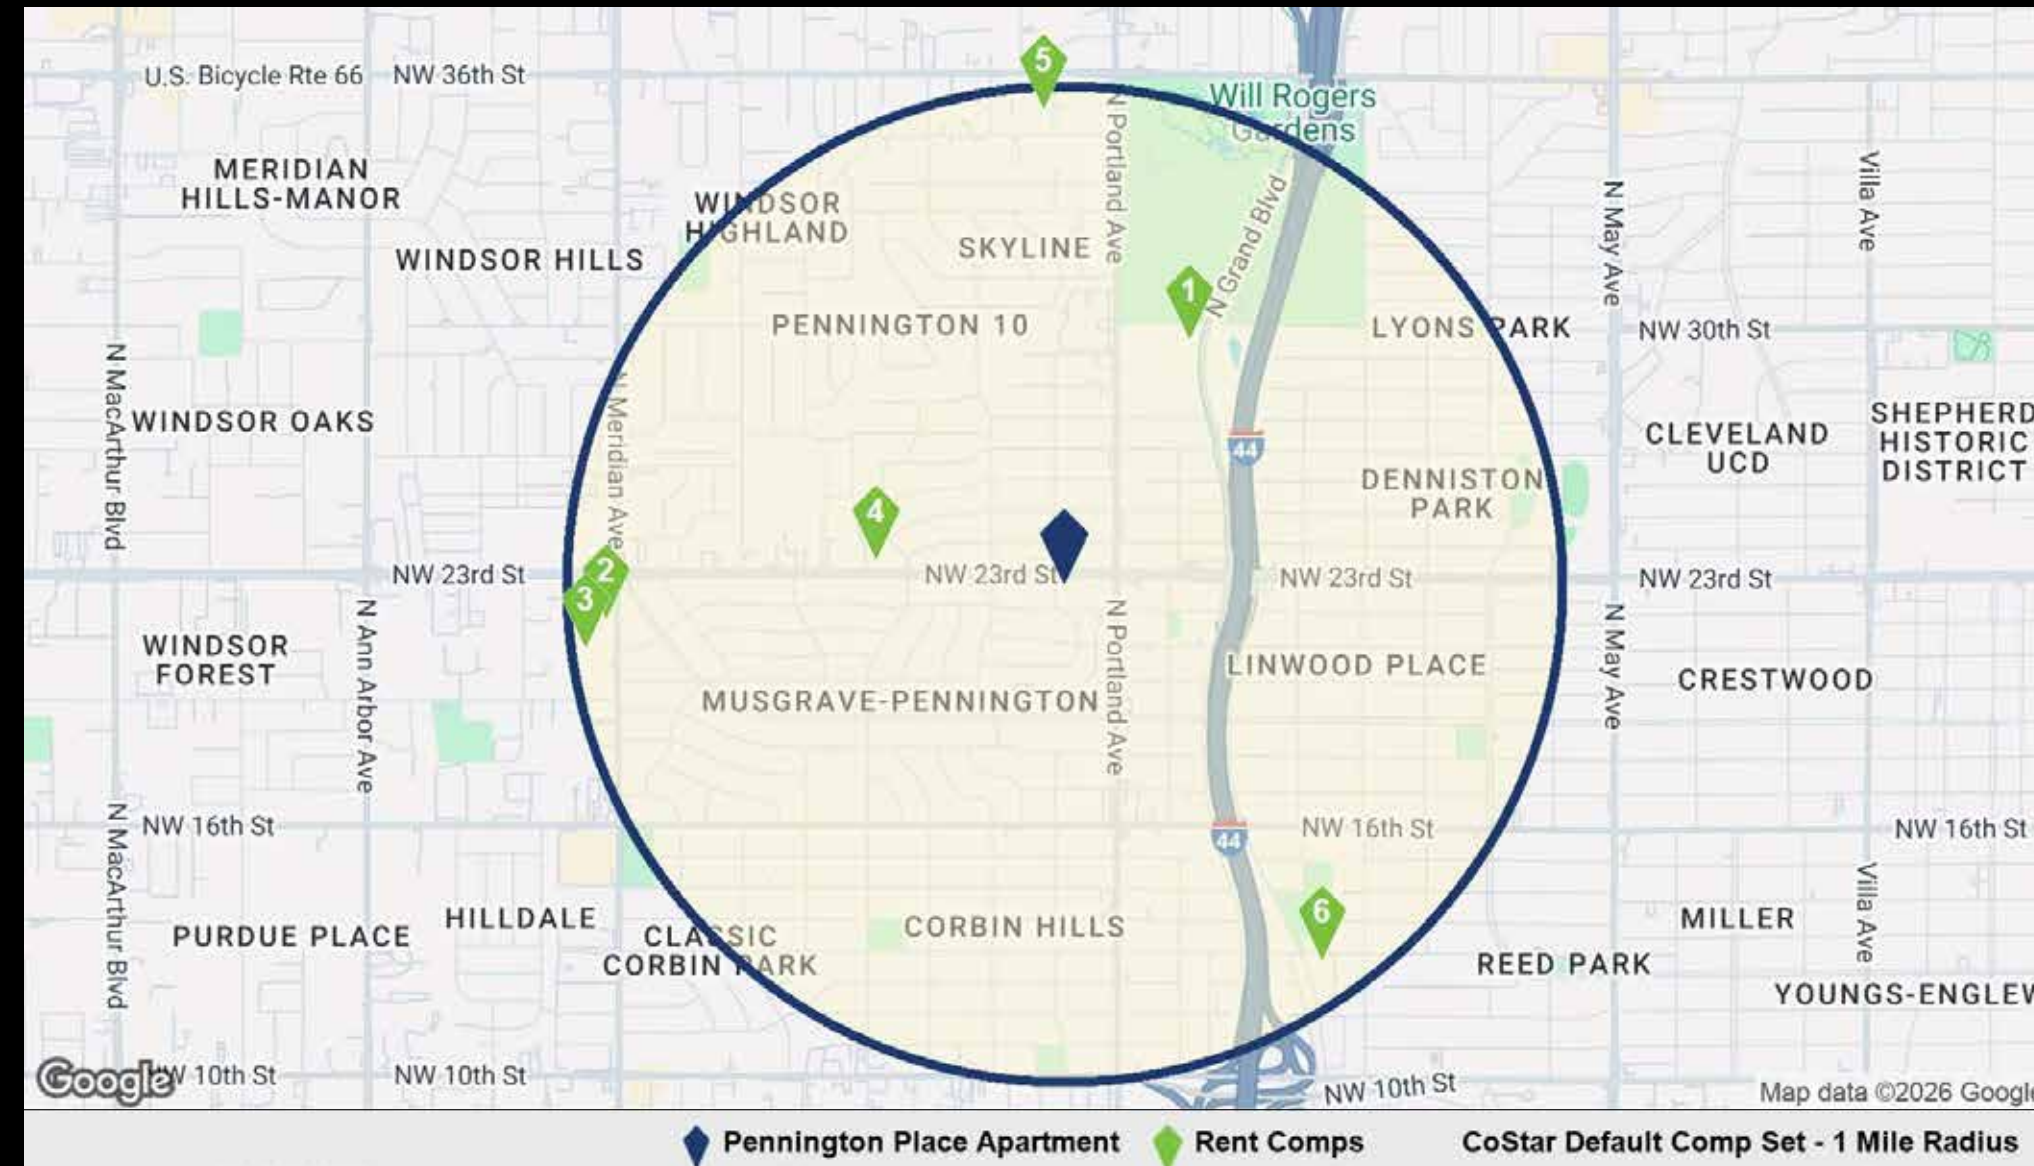 5
U.S. Bicycle Rte 66
NW 36th St
Will Rogers
Gardens
N Portland Ave
MERIDIAN
HILLS-MANOR
WINDSOR
HIGHLAND
SKYLINE
WINDSOR HILLS
N Grand Blvd
N May Ave
Villa Ave
1
PENNINGTON 10
LYONS PARK
NW 30th St
N MacArthur Blvd
WINDSOR OAKS
N Meridian Ave
44
CLEVELAND
UCD
SHEPHERD
HISTORIC
DISTRICT
DENNISTON
PARK
4
2
3
NW 23rd St
NW 23rd St
NW 23rd St
NW 23rd St
WINDSOR
FOREST
N Ann Arbor Ave
N Portland Ave
N May Ave
LINWOOD PLACE
CRESTWOOD
MUSGRAVE-PENNINGTON
NW 16th St
44
NW 16th St
NW 16th St
N MacArthur Blvd
Villa Ave
6
PURDUE PLACE
HILLDALE
CLASSIC
CORBIN PARK
CORBIN HILLS
MILLER
REED PARK
YOUNGS-ENGLEW
Google
W 10th St
NW 10th St
NW 10th St
Map data ©2026 Google
Pennington Place Apartment
Rent Comps
CoStar Default Comp Set - 1 Mile Radius